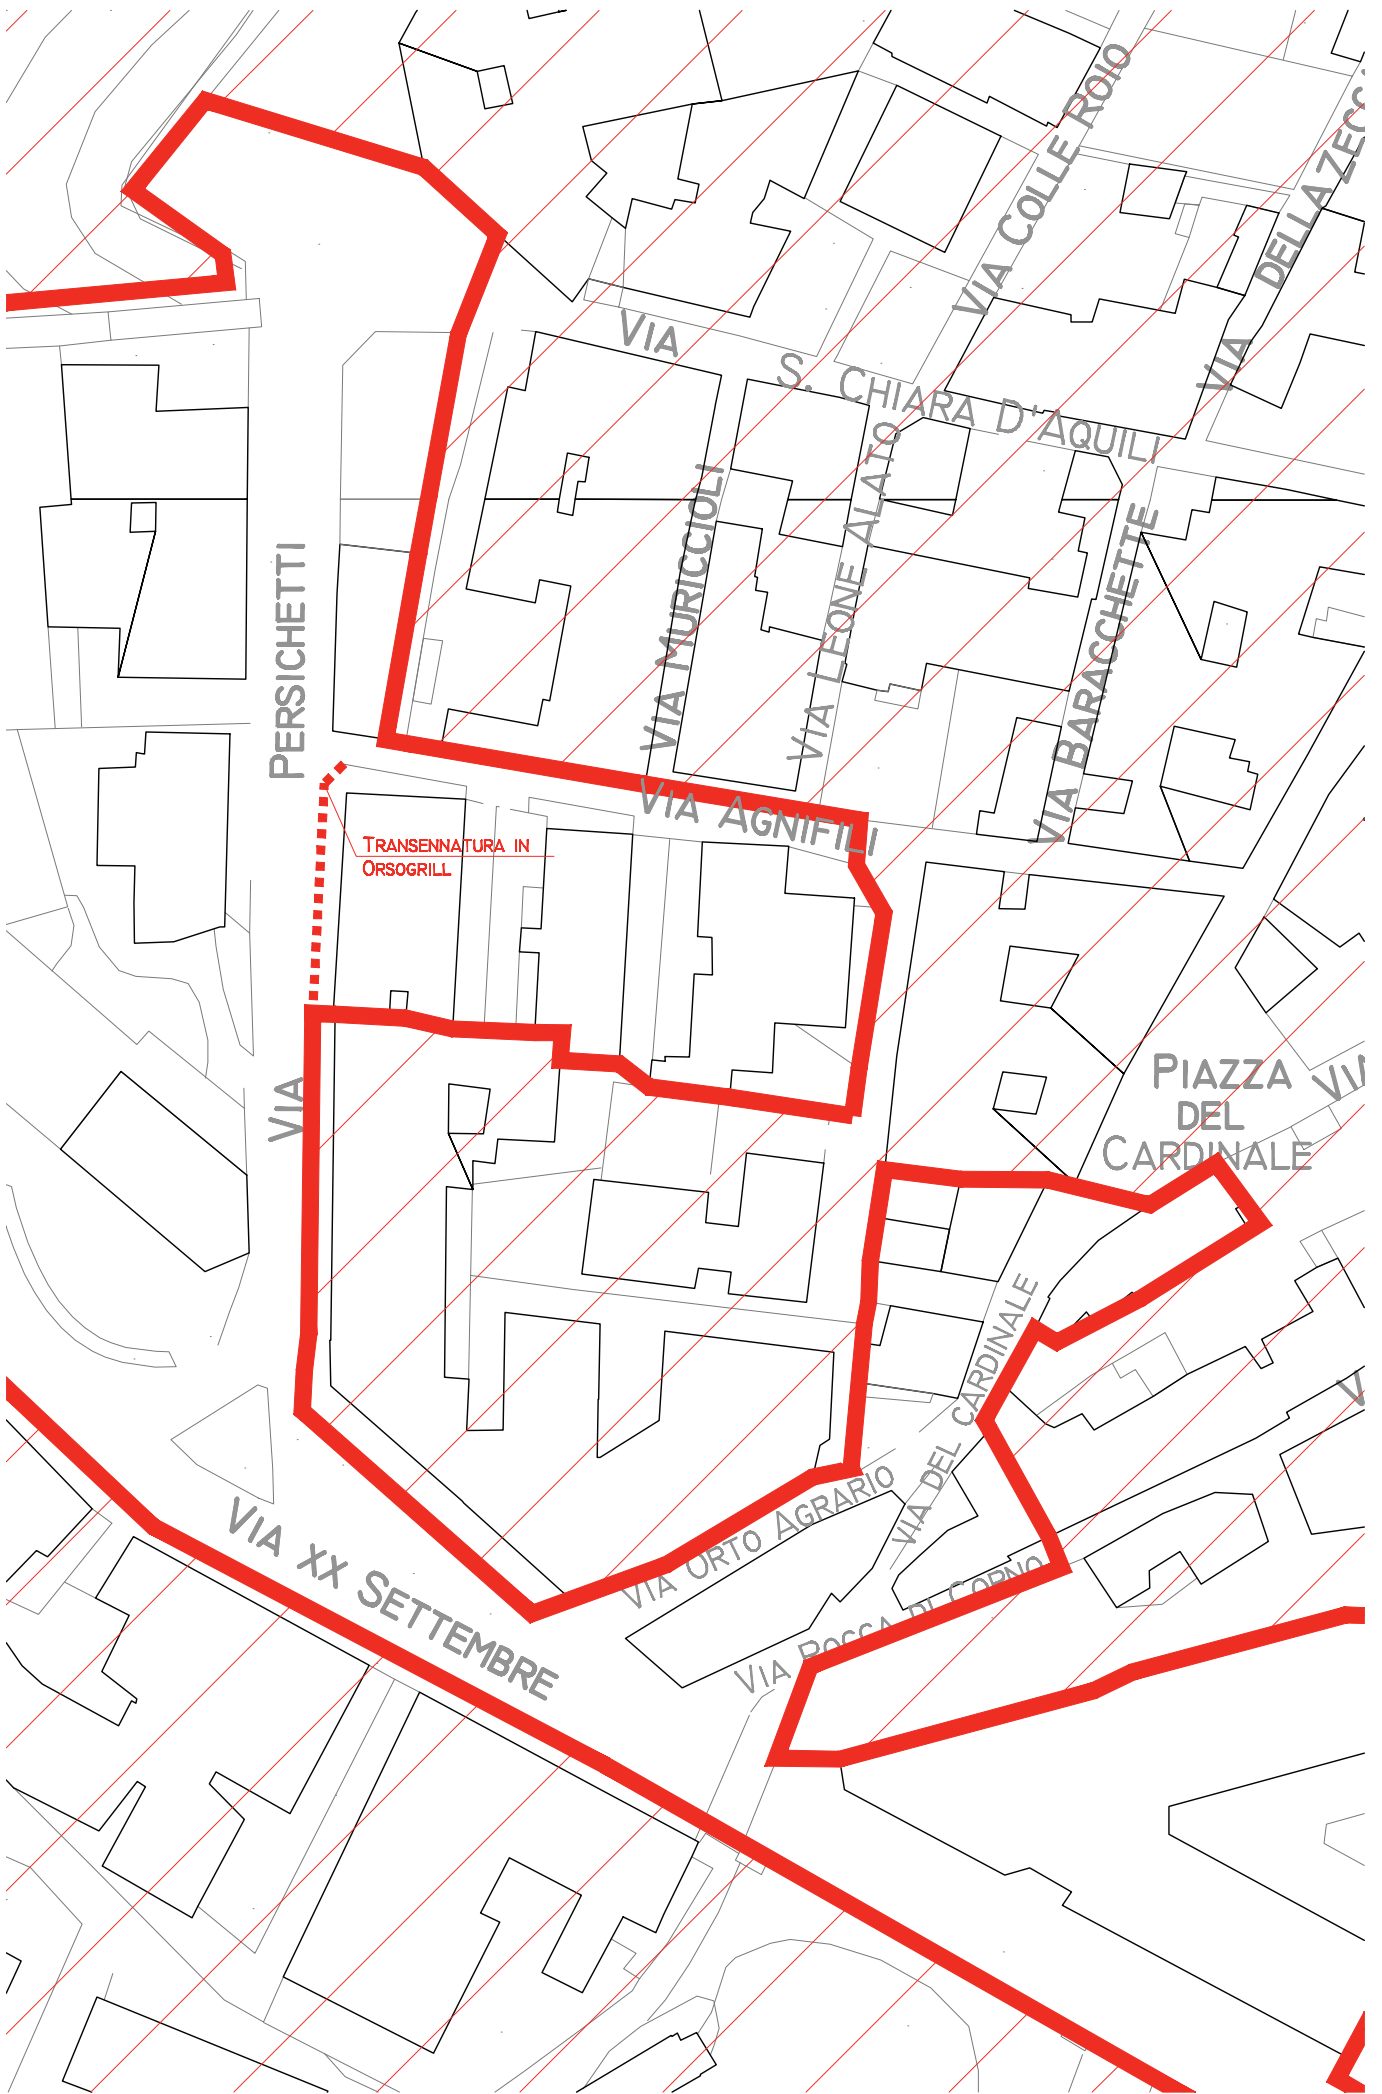 VIA COLLE ROIO
VIA DELLA ZECC
VIA S. CHIARA D'AQUILI
VIA MURICCIOLI
VIA LEONE ALATO
VIA BARACCHETTE
VIA PERSICHETTI
VIA AGNIFILI
TRANSENNATURA IN
ORSOGRILL
PIAZZA
DEL
CARDINALE
VIA DEL CARDINALE
VIA ORTO AGRARIO
VIA ROCCA DI CORNO
VIA XX SETTEMBRE